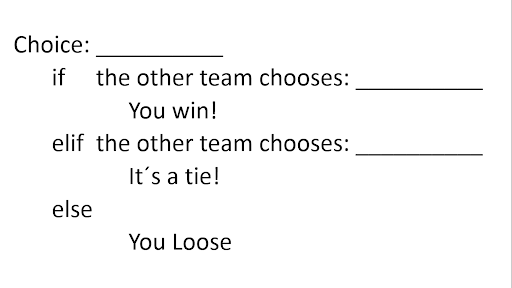 Choice: __________
if the other team chooses: __________
You win!
elif the other team chooses: __________
It´s a tie!
else
You Loose